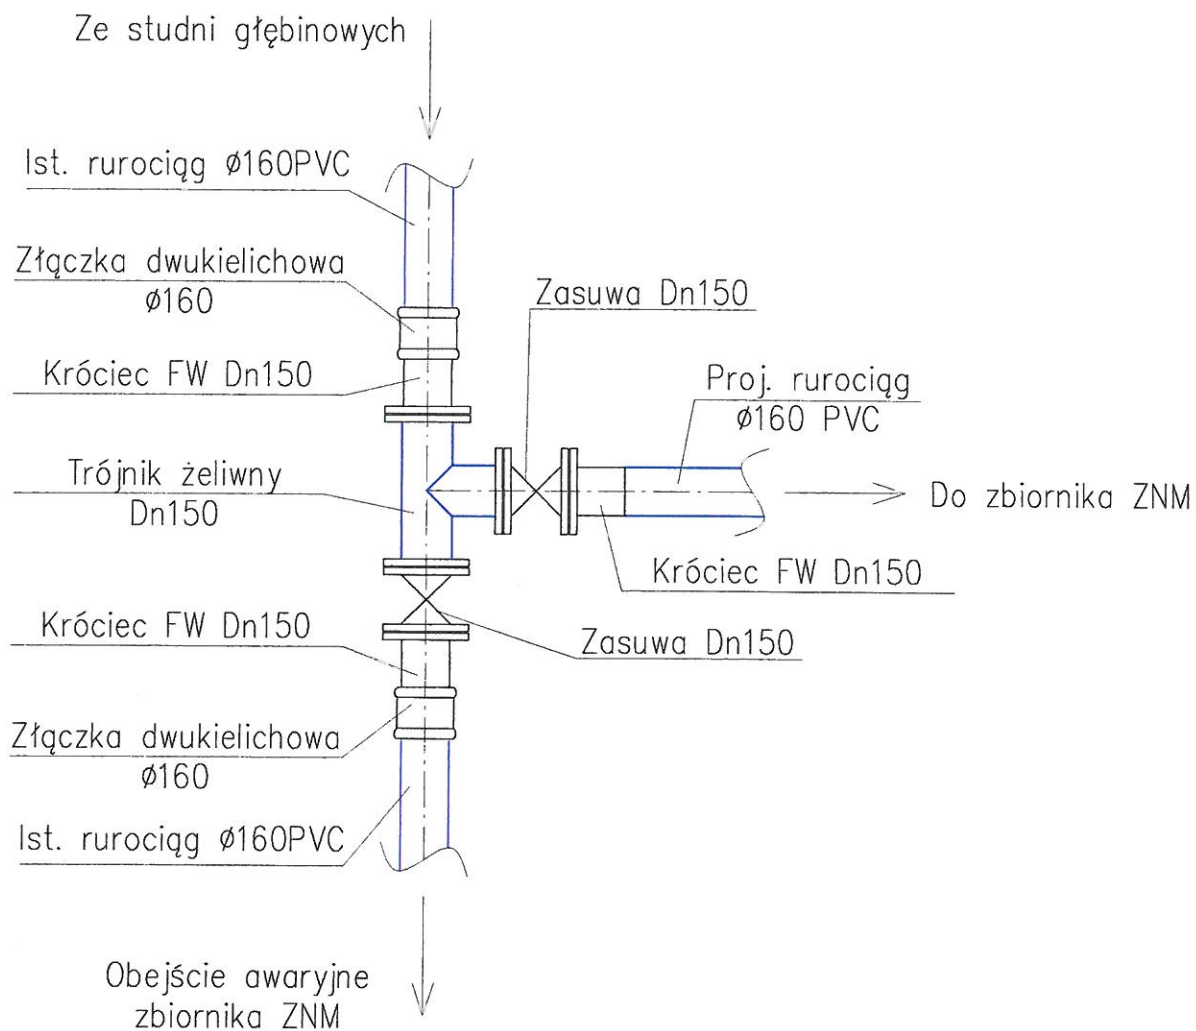 Ze studni głębinowych
Ist. rurociąg Ø160PVC
Złączka dwukielichowa
Ø160
Zasuwa Dn150
Króciec FW Dn150
Proj. rurociąg
Ø160 PVC
Trójnik żeliwny
Dn150
Do zbiornika ZNM
Króciec FW Dn150
Króciec FW Dn150
Zasuwa Dn150
Złączka dwukielichowa
Ø160
Ist. rurociąg Ø160PVC
Obejście awaryjne
zbiornika ZNM